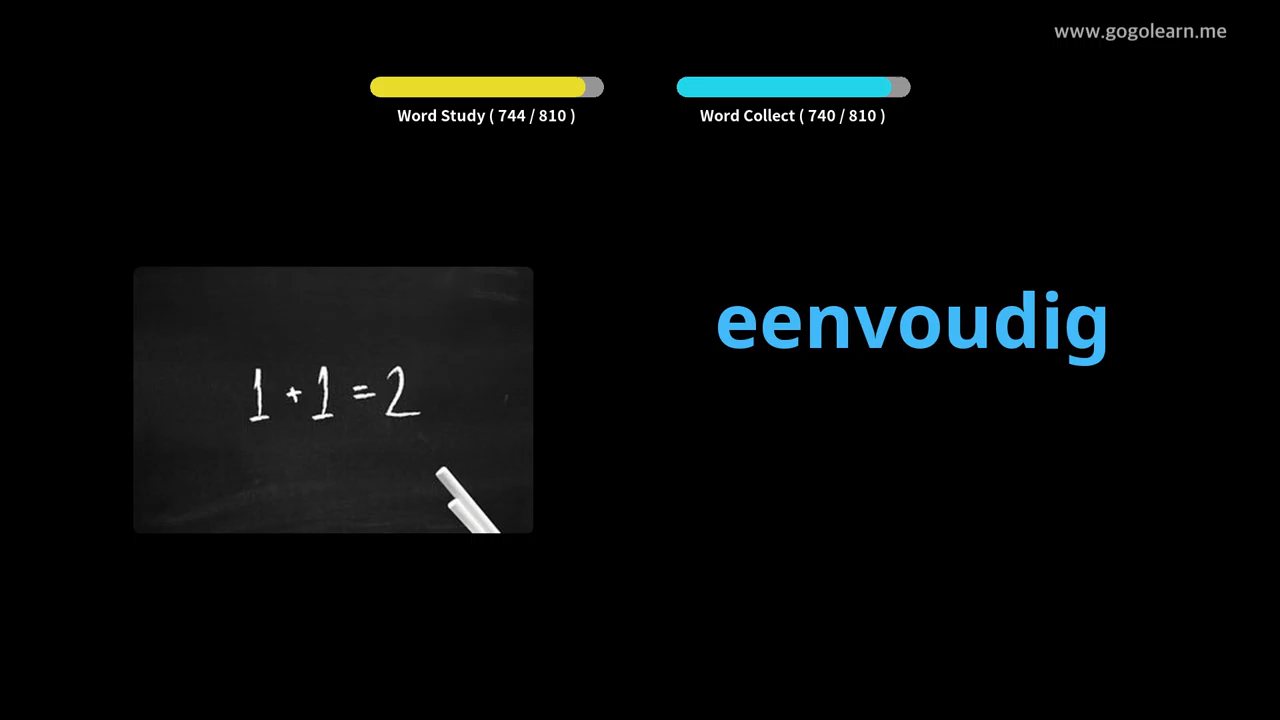 www.gogolearn.me
Word Study ( 744 / 810 )
Word Collect ( 740 / 810 )
eenvoudig
1 + 1 = 2